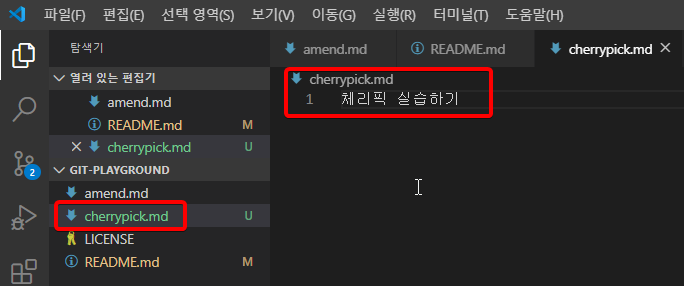 파일(F) 편집(E) 선택 영역(S) 보기(V) 이동(G) 실행(R) 터미널(T) 도움말(H)
탐색기
열려 있는 편집기
amend.md
README.md M
cherrypick.md U
GIT-PLAYGROUND
amend.md
cherrypick.md U
LICENSE
README.md M
2
amend.md README.md cherrypick.md
cherrypick.md
1 체리픽 실습하기